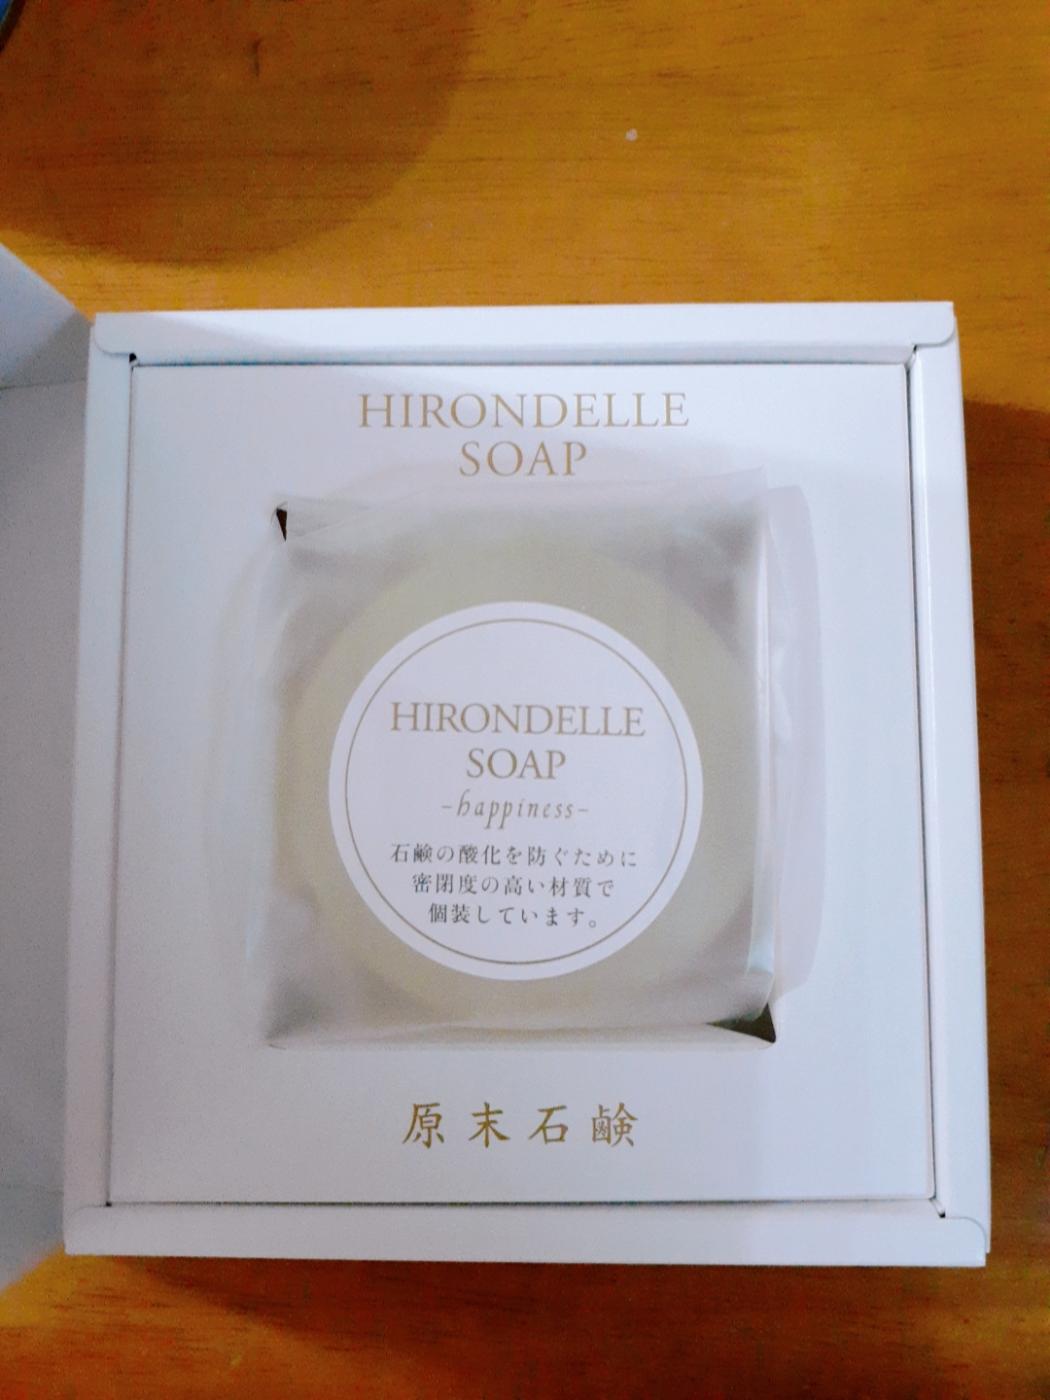 HIRONDELLE
SOAP
HIRONDELLE
SOAP
-happiness-
石鹸の酸化を防ぐために
密閉度の高い材質で
個装しています。
原末石鹸